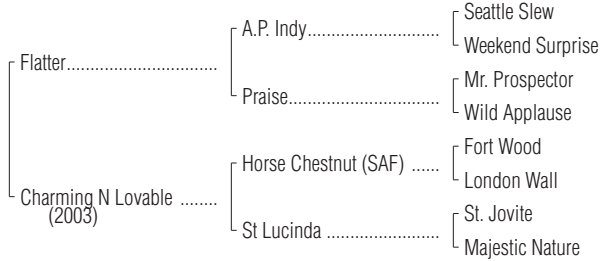 Seattle Slew
A.P. Indy............................
Weekend Surprise
Flatter................................
Mr. Prospector
Praise................................
Wild Applause
Fort Wood
Horse Chestnut (SAF) ......
London Wall
Charming N Lovable ........
(2003)
St. Jovite
St Lucinda ........................
Majestic Nature